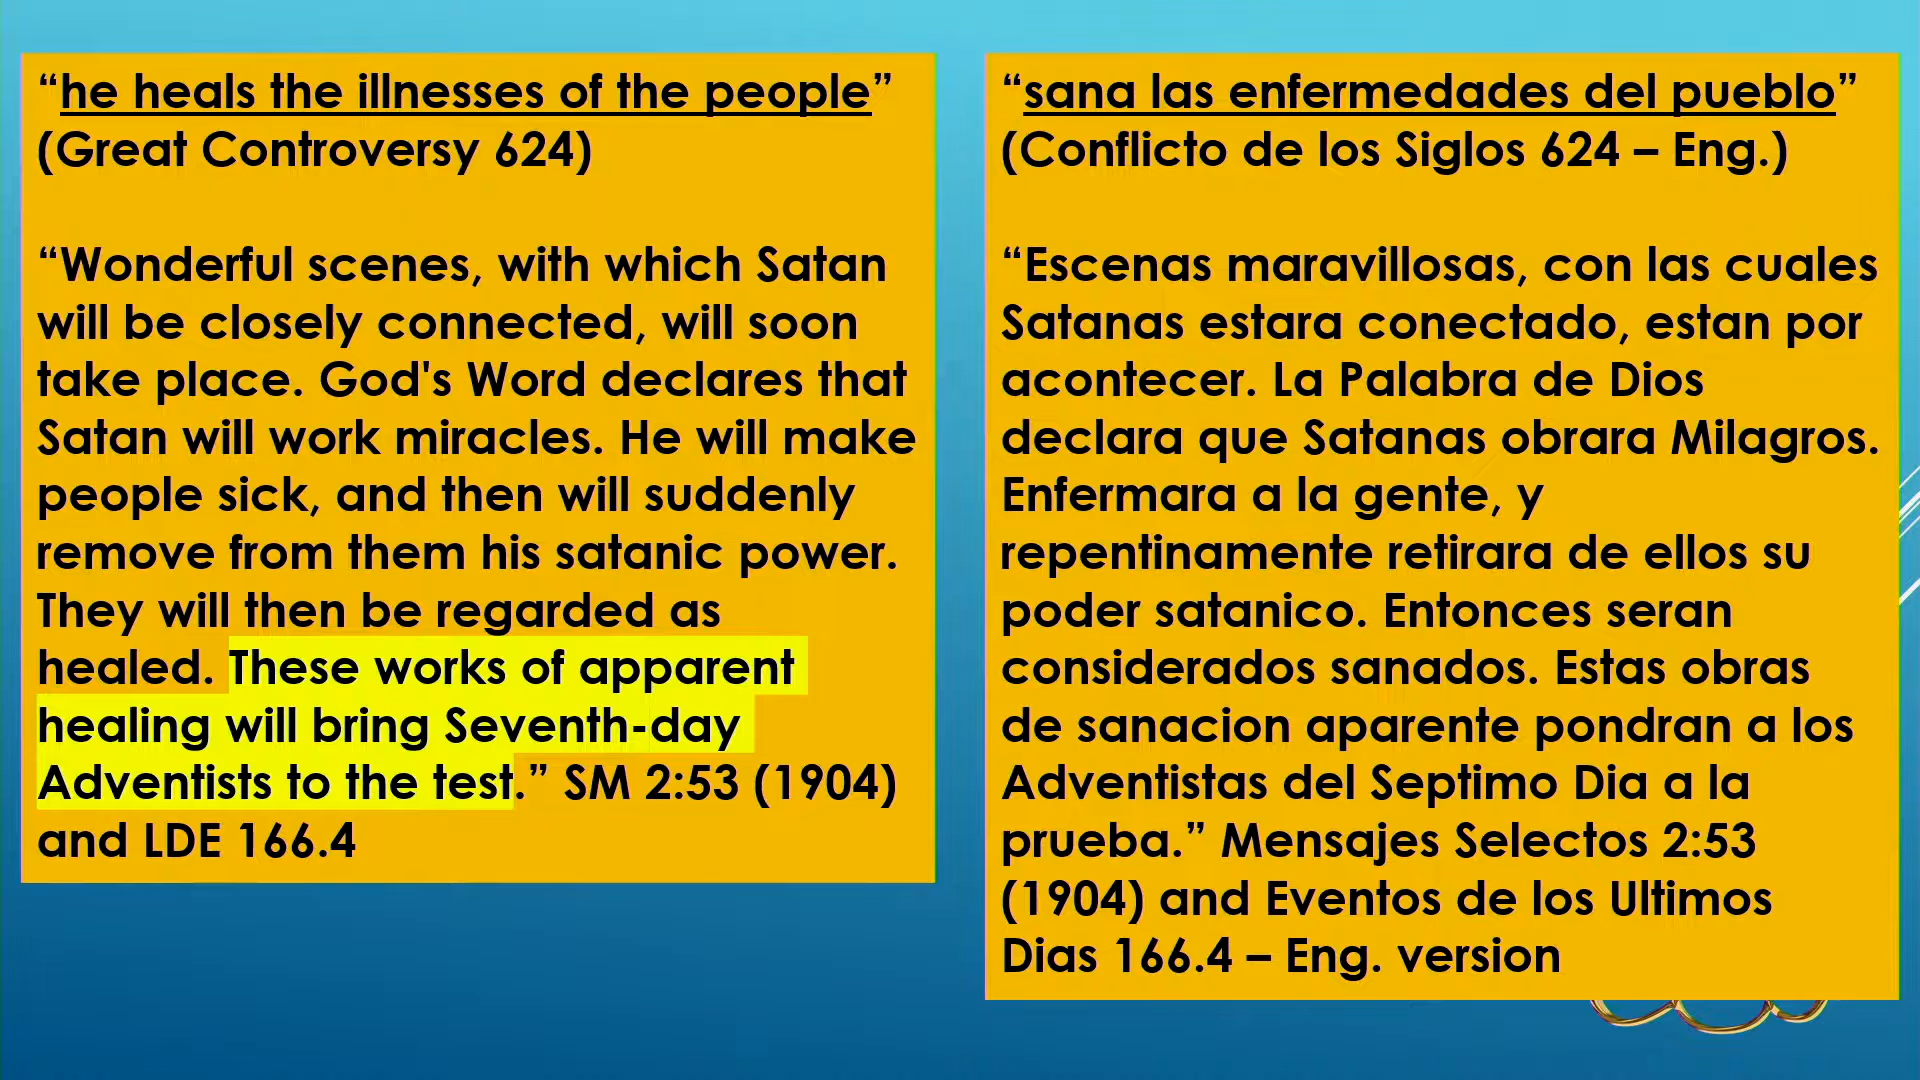 “he heals the illnesses of the people”
(Great Controversy 624)
“Wonderful scenes, with which Satan
will be closely connected, will soon
take place. God's Word declares that
Satan will work miracles. He will make
people sick, and then will suddenly
remove from them his satanic power.
They will then be regarded as
healed. These works of apparent
healing will bring Seventh-day
Adventists to the test.” SM 2:53 (1904)
and LDE 166.4
“sana las enfermedades del pueblo”
(Conflicto de los Siglos 624 – Eng.)
“Escenas maravillosas, con las cuales
Satanas estara conectado, estan por
acontecer. La Palabra de Dios
declara que Satanas obrara Milagros.
Enfermara a la gente, y
repentinamente retirara de ellos su
poder satanico. Entonces seran
considerados sanados. Estas obras
de sanacion aparente pondran a los
Adventistas del Septimo Dia a la
prueba.” Mensajes Selectos 2:53
(1904) and Eventos de los Ultimos
Dias 166.4 – Eng. version